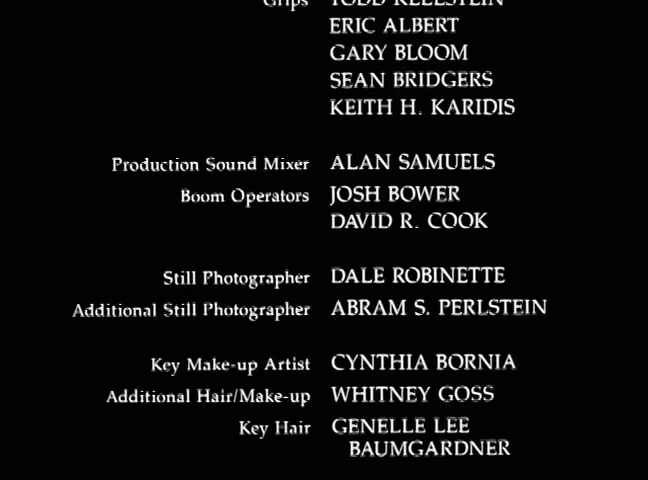 Grips
ERIC ALBERT
GARY BLOOM
SEAN BRIDGERS
KEITH H. KARIDIS
Production Sound Mixer ALAN SAMUELS
Boom Operators JOSH BOWER
DAVID R. COOK
Still Photographer DALE ROBINETTE
Additional Still Photographer ABRAM S. PERLSTEIN
Key Make-up Artist CYNTHIA BORNIA
Additional Hair/Make-up WHITNEY GOSS
Key Hair GENELLE LEE
BAUMGARDNER